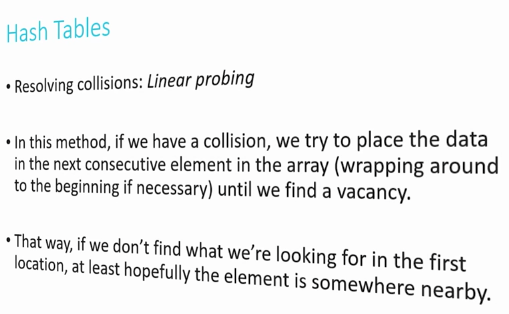 Hash Tables
• Resolving collisions: Linear probing
• In this method, if we have a collision, we try to place the data
in the next consecutive element in the array (wrapping around
to the beginning if necessary) until we find a vacancy.
• That way, if we don't find what we're looking for in the first
location, at least hopefully the element is somewhere nearby.